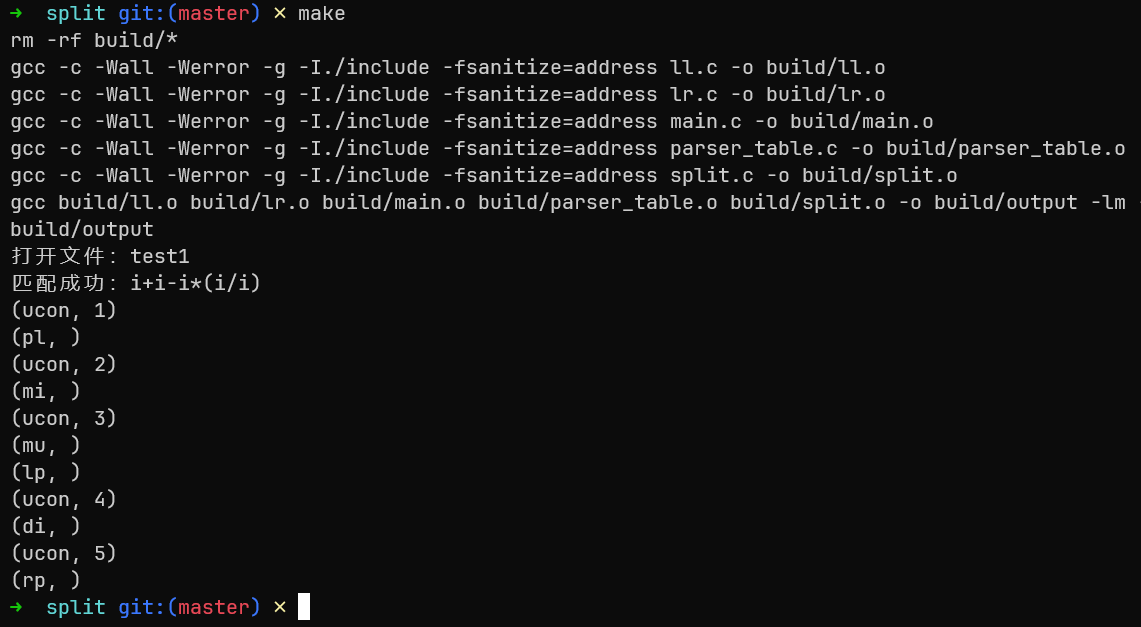 → split git:(master) ✕ make
rm -rf build/*
gcc -c -Wall -Werror -g -I./include -fsanitize=address ll.c -o build/ll.o
gcc -c -Wall -Werror -g -I./include -fsanitize=address lr.c -o build/lr.o
gcc -c -Wall -Werror -g -I./include -fsanitize=address main.c -o build/main.o
gcc -c -Wall -Werror -g -I./include -fsanitize=address parser_table.c -o build/parser_table.o
gcc -c -Wall -Werror -g -I./include -fsanitize=address split.c -o build/split.o
gcc build/ll.o build/lr.o build/main.o build/parser_table.o build/split.o -o build/output -lm
build/output
打开文件: test1
匹配成功: i+i-i*(i/i)
(ucon, 1)
(pl, )
(ucon, 2)
(mi, )
(ucon, 3)
(mu, )
(lp, )
(ucon, 4)
(di, )
(ucon, 5)
(rp, )
→ split git:(master) ✕